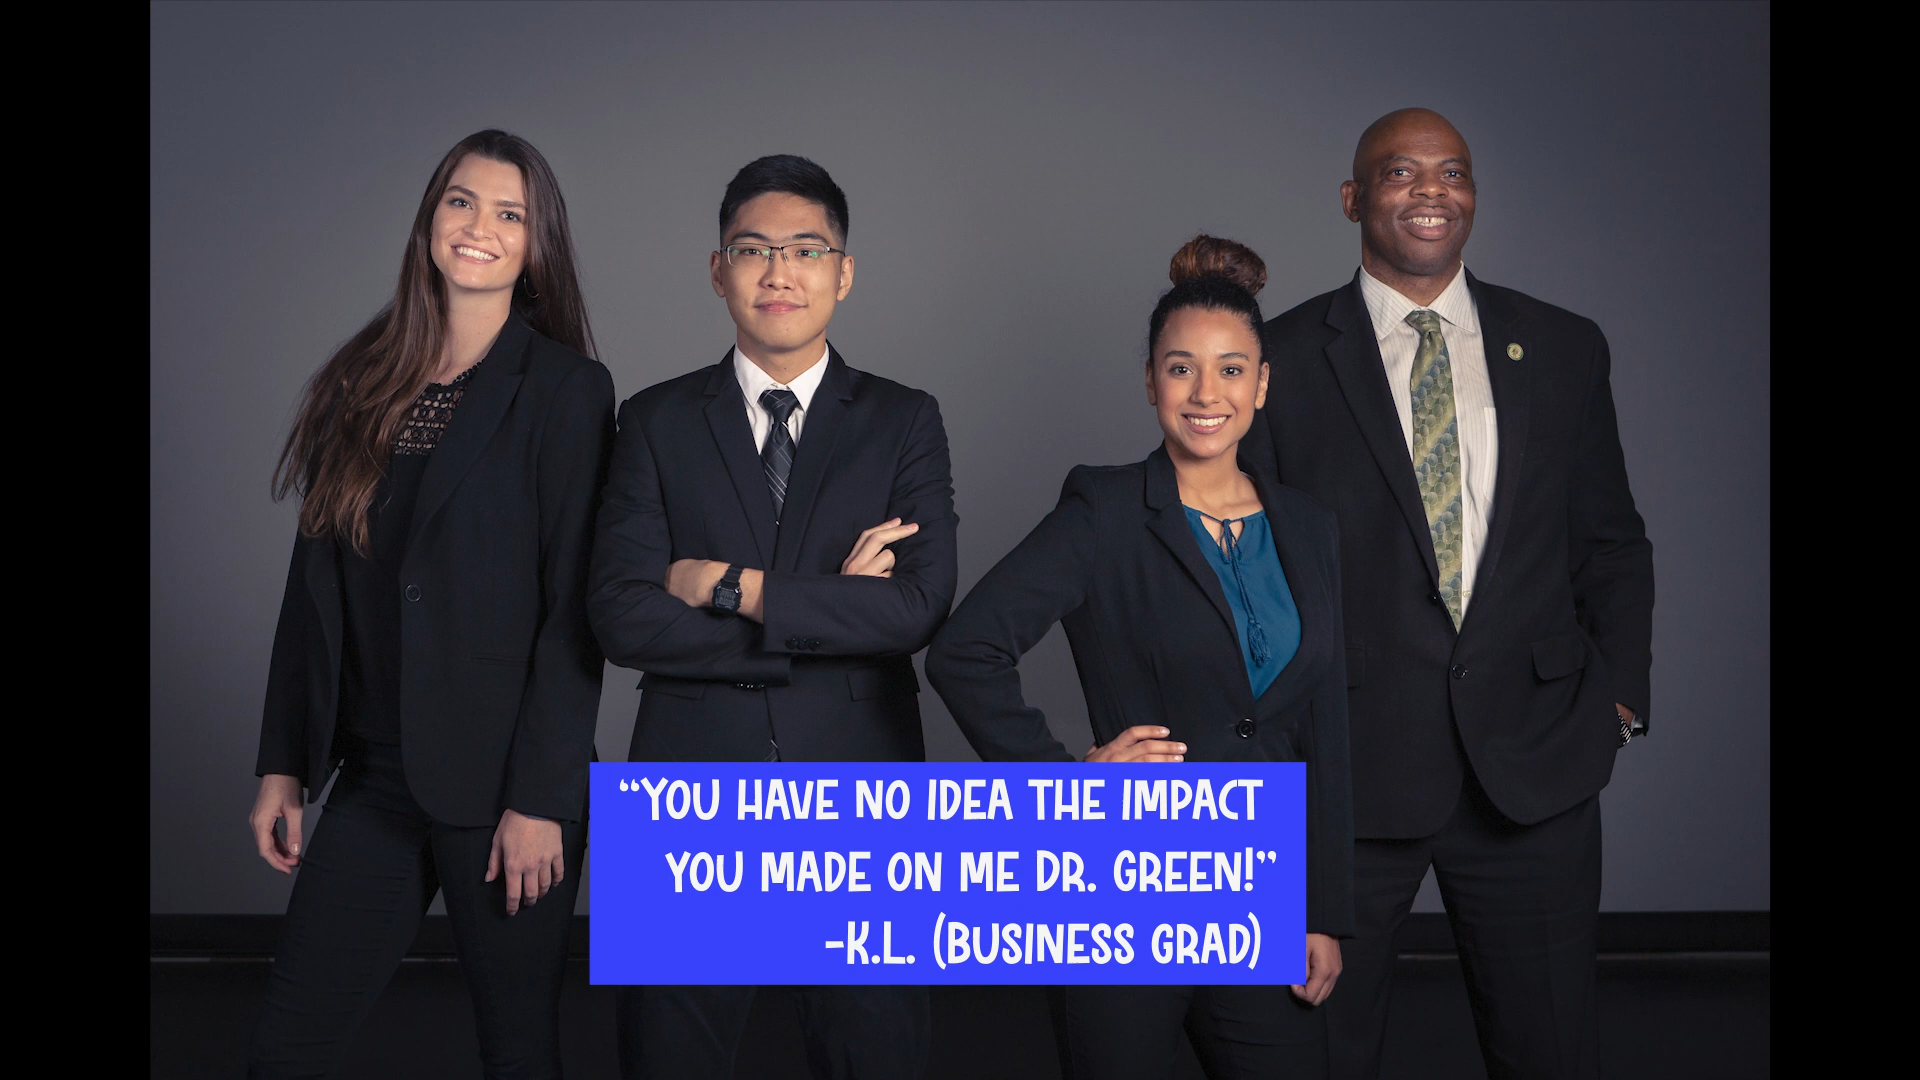 “YOU HAVE NO IDEA THE IMPACT
YOU MADE ON ME DR. GREEN!”
-K.L. (BUSINESS GRAD)